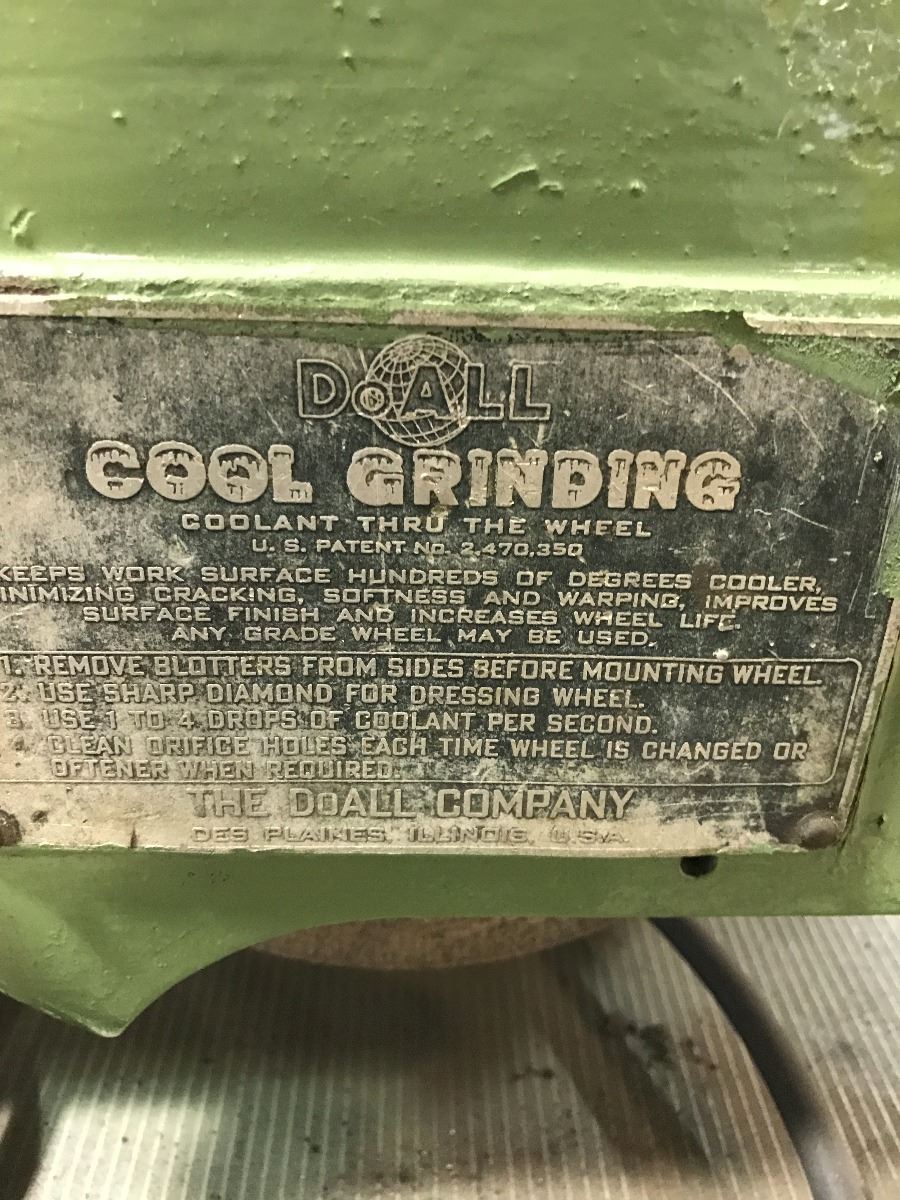 DoALL
COOL GRINDING
COOLANT THRU THE WHEEL
U. S. PATENT NO. 2,470,350
KEEPS WORK SURFACE HUNDREDS OF DEGREES COOLER,
INIMIZING CRACKING, SOFTNESS AND WARPING, IMPROVES
SURFACE FINISH AND INCREASES WHEEL LIFE.
ANY GRADE WHEEL MAY BE USED.
1. REMOVE BLOTTERS FROM SIDES BEFORE MOUNTING WHEEL.
2. USE SHARP DIAMOND FOR DRESSING WHEEL.
3. USE 1 TO 4 DROPS OF COOLANT PER SECOND.
CLEAN ORIFICE HOLES EACH TIME WHEEL IS CHANGED OR
OFTENER WHEN REQUIRED.
THE DoALL COMPANY
DES PLAINES, ILLINOIS, U.S.A.